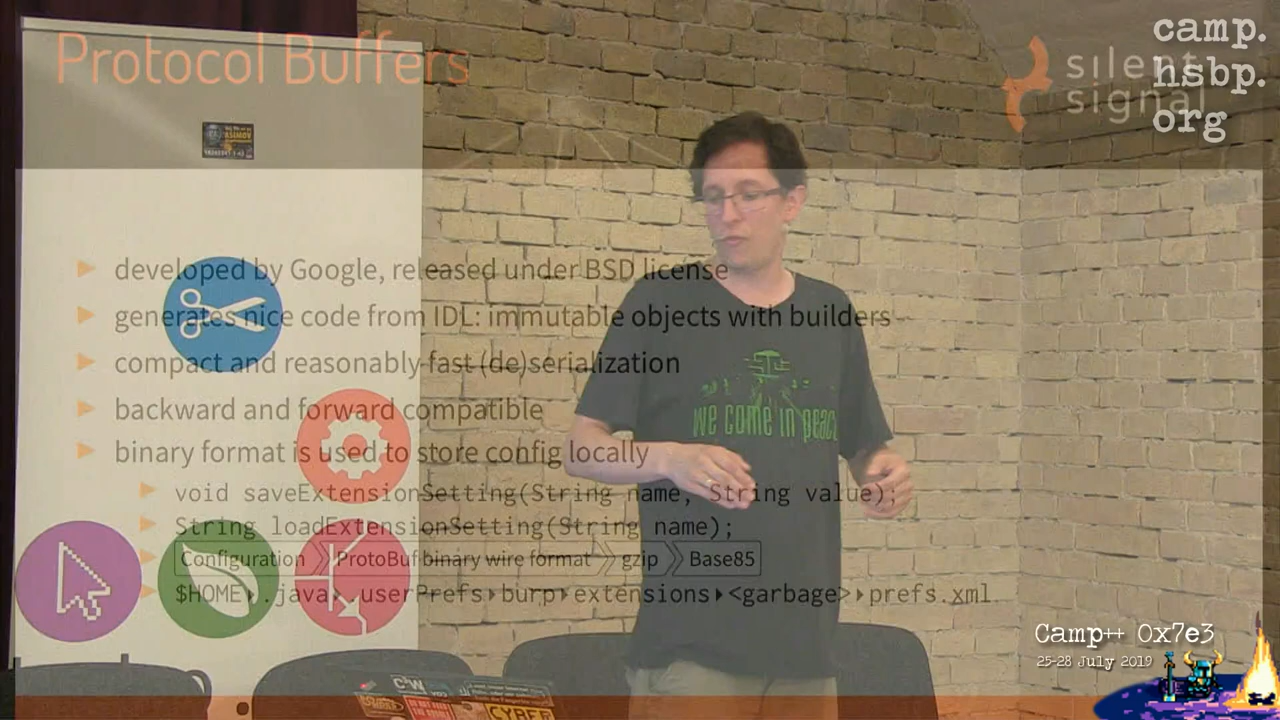 Protocol Buffers
silent
signal
camp.
hsbp.
org
developed by Google, released under BSD license
generates nice code from IDL: immutable objects with builders
compact and reasonably fast (de)serialization
backward and forward compatible
binary format is used to store config locally
void saveExtensionSetting(String name, String value);
String loadExtensionSetting(String name);
Configuration ProtoBuf binary wire format gzip Base85
$HOME▸.java▸.userPrefs▸burp▸extensions▸<garbage>▸prefs.xml
we come in peace
Camp++ 0x7e3
25-28 July 2019
CYBER